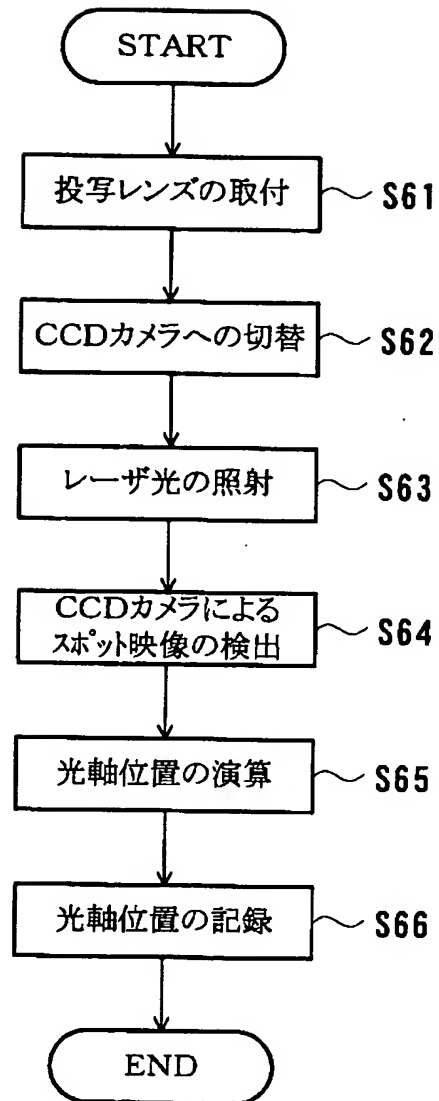 START
投写レンズの取付
S61
CCDカメラへの切替
S62
レーザ光の照射
S63
CCDカメラによる
スポット映像の検出
S64
光軸位置の演算
S65
光軸位置の記録
S66
END